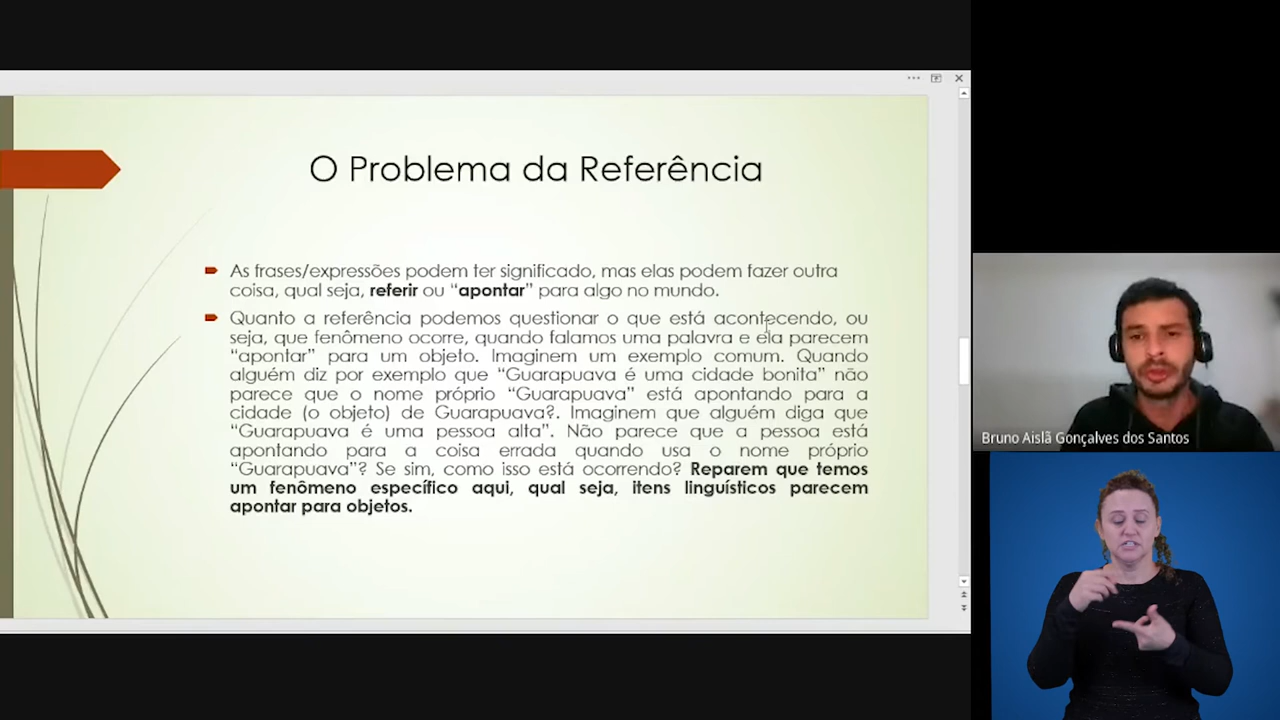 O Problema da Referência
As frases/expressões podem ter significado, mas elas podem fazer outra
coisa, qual seja, referir ou “apontar” para algo no mundo.
Quanto a referência podemos questionar o que está acontecendo, ou
seja, que fenômeno ocorre, quando falamos uma palavra e ela parecem
“apontar” para um objeto. Imaginem um exemplo comum. Quando
alguém diz por exemplo que “Guarapuava é uma cidade bonita” não
parece que o nome próprio “Guarapuava” está apontando para a
cidade (o objeto) de Guarapuava?. Imaginem que alguém diga que
“Guarapuava é uma pessoa alta”. Não parece que a pessoa está
apontando para a coisa errada quando usa o nome próprio
“Guarapuava”? Se sim, como isso está ocorrendo? Reparem que temos
um fenômeno específico aqui, qual seja, itens linguísticos parecem
apontar para objetos.
Bruno Aislã Gonçalves dos Santos